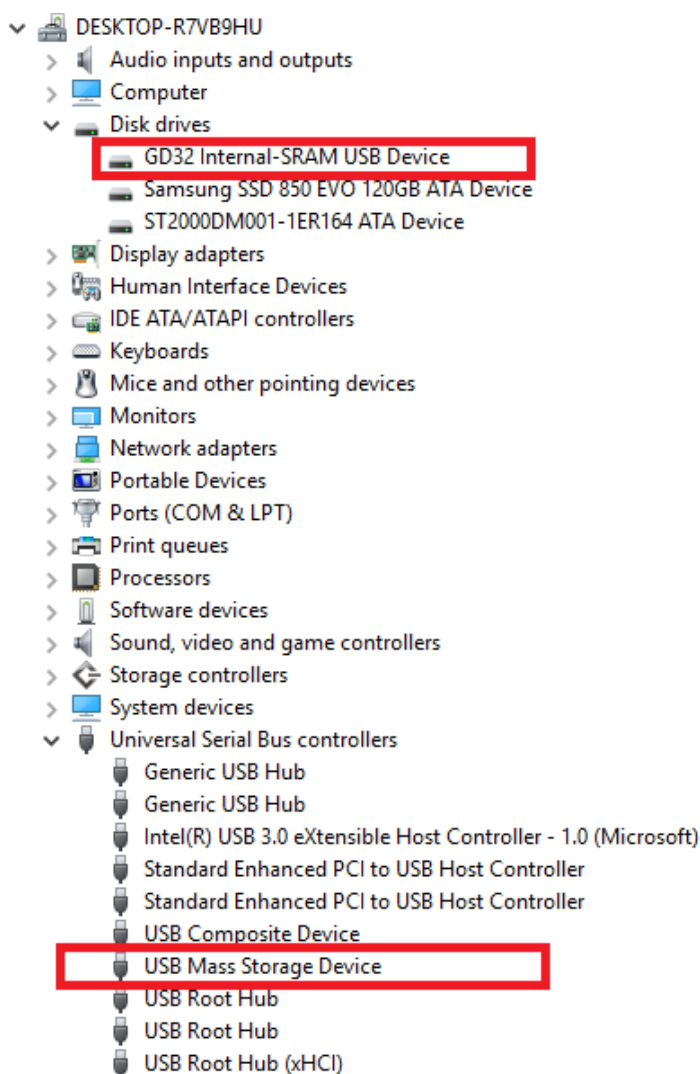 DESKTOP-R7VB9HU
Audio inputs and outputs
Computer
Disk drives
GD32 Internal-SRAM USB Device
Samsung SSD 850 EVO 120GB ATA Device
ST2000DM001-1ER164 ATA Device
Display adapters
Human Interface Devices
IDE ATA/ATAPI controllers
Keyboards
Mice and other pointing devices
Monitors
Network adapters
Portable Devices
Ports (COM & LPT)
Print queues
Processors
Software devices
Sound, video and game controllers
Storage controllers
System devices
Universal Serial Bus controllers
Generic USB Hub
Generic USB Hub
Intel(R) USB 3.0 eXtensible Host Controller - 1.0 (Microsoft)
Standard Enhanced PCI to USB Host Controller
Standard Enhanced PCI to USB Host Controller
USB Composite Device
USB Mass Storage Device
USB Root Hub
USB Root Hub
USB Root Hub (xHCI)